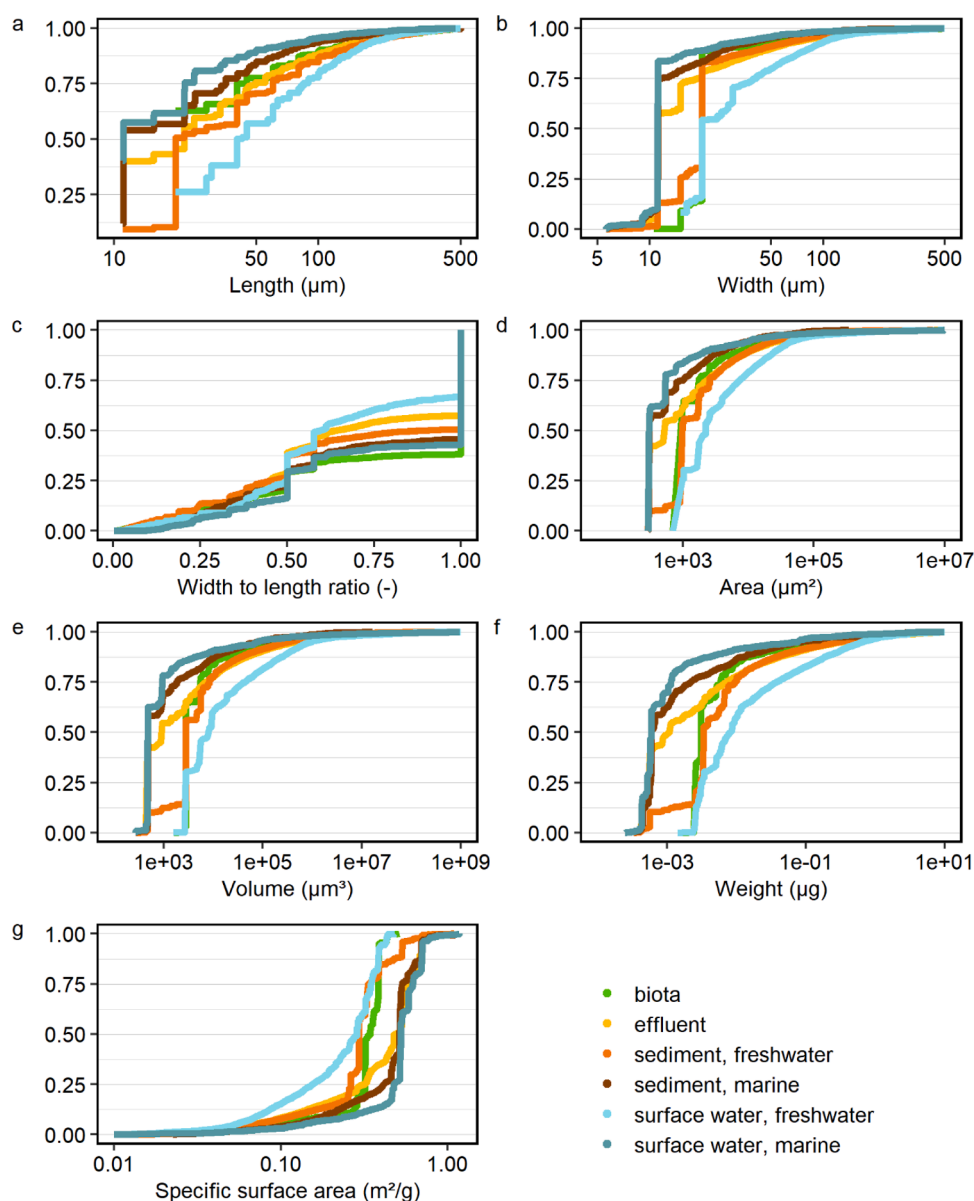 a
1.00
0.75
0.50
0.25
10
50
100
500
Length (µm)
b
1.00
0.75
0.50
0.25
0.00
5
10
50
100
500
Width (µm)
c
1.00
0.75
0.50
0.25
0.00
0.00
0.25
0.50
0.75
1.00
Width to length ratio (-)
d
1.00
0.75
0.50
0.25
0.00
1e+03
1e+05
1e+07
Area (µm²)
e
1.00
0.75
0.50
0.25
0.00
1e+03
1e+05
1e+07
1e+09
Volume (µm³)
f
1.00
0.75
0.50
0.25
0.00
1e-03
1e-01
1e+01
Weight (µg)
g
1.00
0.75
0.50
0.25
0.00
0.01
0.10
1.00
Specific surface area (m²/g)
biota
effluent
sediment, freshwater
sediment, marine
surface water, freshwater
surface water, marine